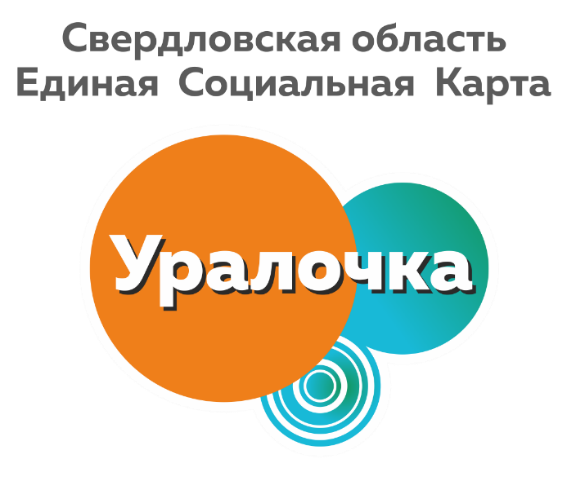 Свердловская область
Единая Социальная Карта
Уралочка